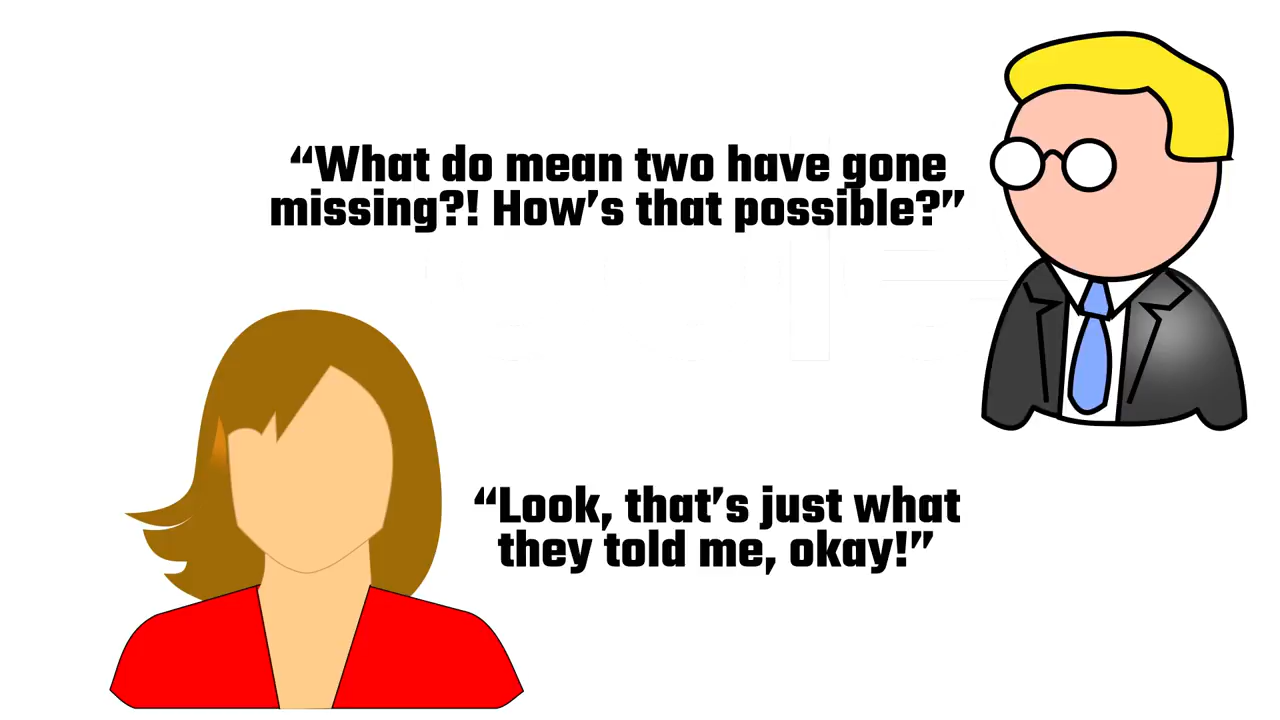 “What do mean two have gone
missing?! How’s that possible?”
“Look, that’s just what
they told me, okay!”